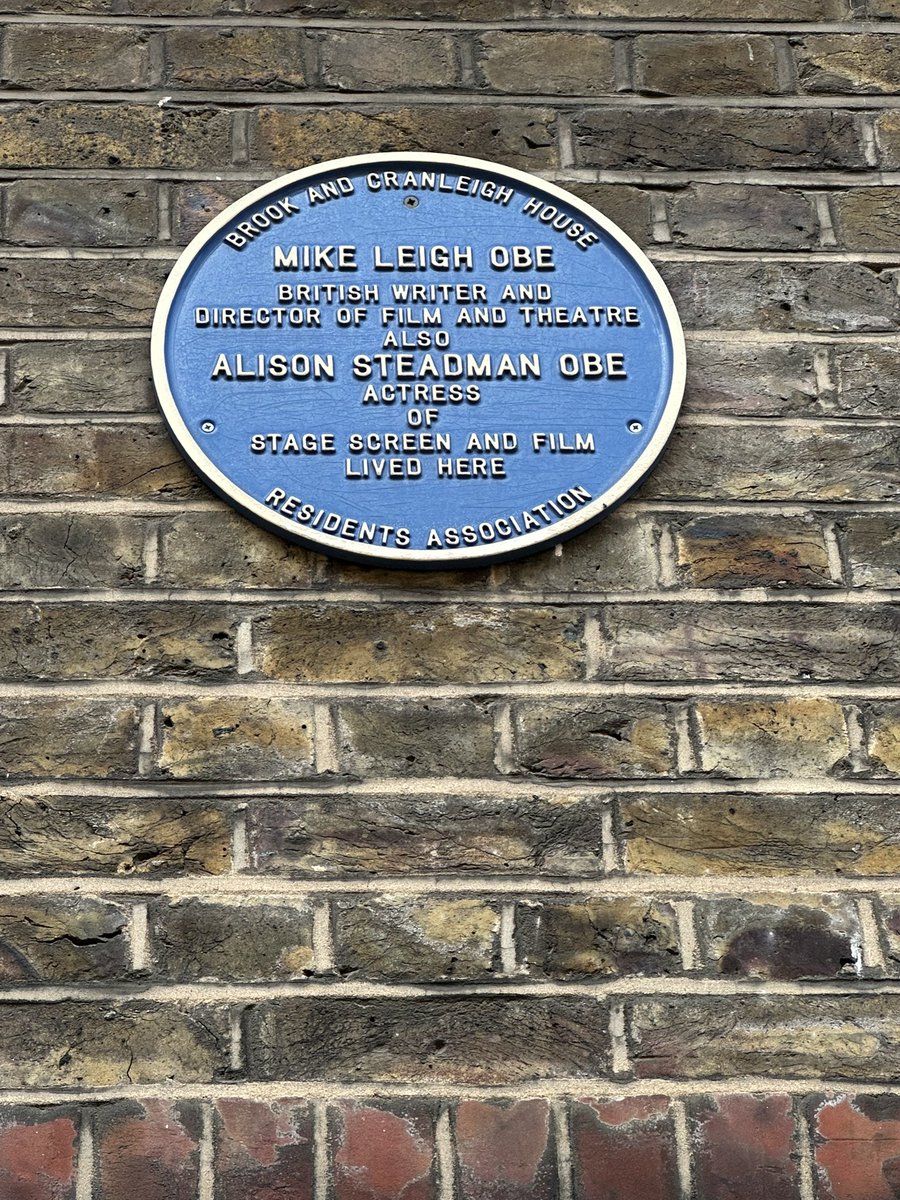 BROOK AND CRANLEIGH HOUSE
MIKE LEIGH OBE
BRITISH WRITER AND
DIRECTOR OF FILM AND THEATRE
ALSO
ALISON STEADMAN OBE
ACTRESS
OF
STAGE SCREEN AND FILM
LIVED HERE
RESIDENTS ASSOCIATION